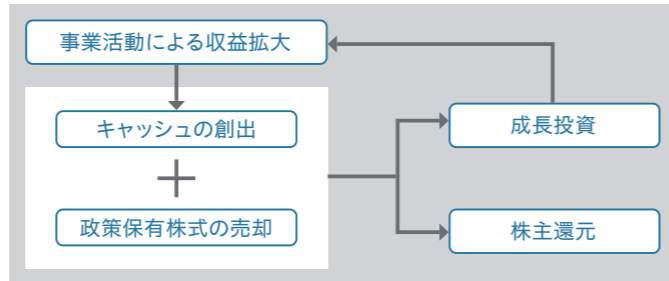 事業活動による収益拡大
キャッシュの創出
+
政策保有株式の売却
成長投資
株主還元